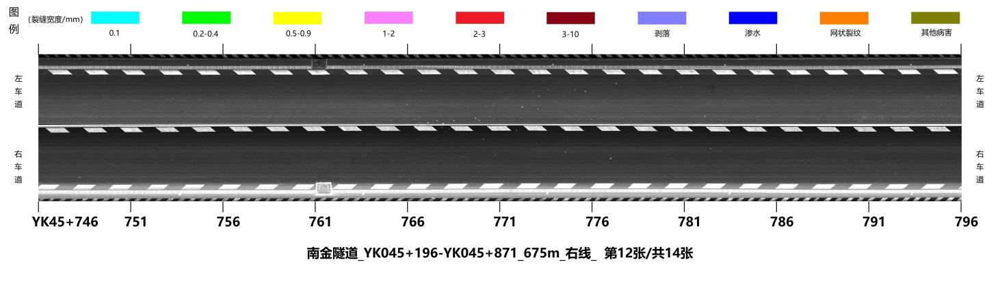 图例
(裂缝宽度/mm)
0.1
0.2-0.4
0.5-0.9
1-2
2-3
3-10
剥落
渗水
网状裂纹
其他病害
左车道
左车道
右车道
右车道
YK45+746 751 756 761 766 771 776 781 786 791 796
南金隧道_YK045+196-YK045+871_675m_右线_ 第12张/共14张